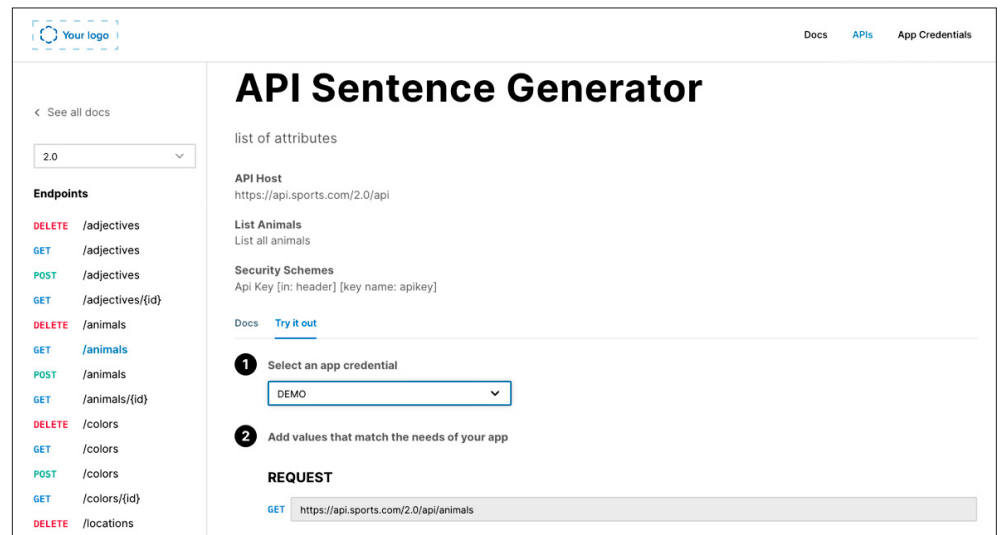 Your logo
Docs APIs App Credentials
< See all docs
2.0
Endpoints
DELETE /adjectives
GET /adjectives
POST /adjectives
GET /adjectives/{id}
DELETE /animals
GET /animals
POST /animals
GET /animals/{id}
DELETE /colors
GET /colors
POST /colors
GET /colors/{id}
DELETE /locations
API Sentence Generator
list of attributes
API Host
https://api.sports.com/2.0/api
List Animals
List all animals
Security Schemes
Api Key [in: header] [key name: apikey]
Docs Try it out
1 Select an app credential
DEMO
2 Add values that match the needs of your app
REQUEST
GET https://api.sports.com/2.0/api/animals